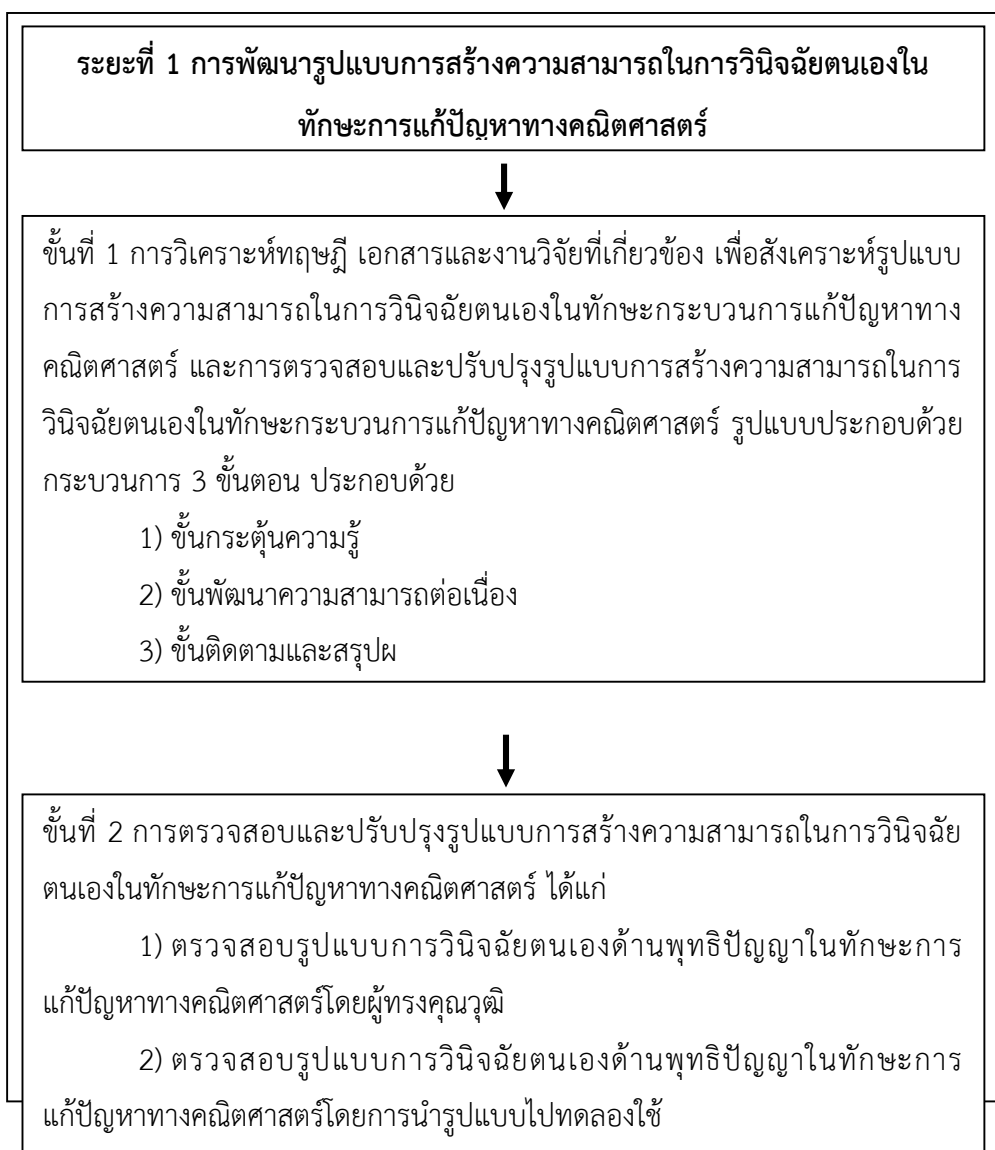 ระยะที่ 1 การพัฒนารูปแบบการสร้างความสามารถในการวินิจฉัยตนเองใน
ทักษะการแก้ปัญหาทางคณิตศาสตร์
ขั้นที่ 1 การวิเคราะห์ทฤษฎี เอกสารและงานวิจัยที่เกี่ยวข้อง เพื่อสังเคราะห์รูปแบบ
การสร้างความสามารถในการวินิจฉัยตนเองในทักษะกระบวนการแก้ปัญหาทาง
คณิตศาสตร์ และการตรวจสอบและปรับปรุงรูปแบบการสร้างความสามารถในการ
วินิจฉัยตนเองในทักษะกระบวนการแก้ปัญหาทางคณิตศาสตร์ รูปแบบประกอบด้วย
กระบวนการ 3 ขั้นตอน ประกอบด้วย
1) ขั้นกระตุ้นความรู้
2) ขั้นพัฒนาความสามารถต่อเนื่อง
3) ขั้นติดตามและสรุปผ
ขั้นที่ 2 การตรวจสอบและปรับปรุงรูปแบบการสร้างความสามารถในการวินิจฉัย
ตนเองในทักษะการแก้ปัญหาทางคณิตศาสตร์ ได้แก่
1) ตรวจสอบรูปแบบการวินิจฉัยตนเองด้านพุทธิปัญญาในทักษะการ
แก้ปัญหาทางคณิตศาสตร์โดยผู้ทรงคุณวุฒิ
2) ตรวจสอบรูปแบบการวินิจฉัยตนเองด้านพุทธิปัญญาในทักษะการ
แก้ปัญหาทางคณิตศาสตร์โดยการนำรูปแบบไปทดลองใช้